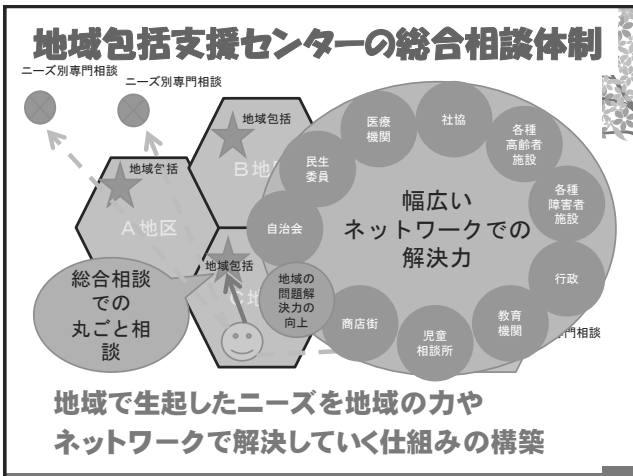 地域包括支援センターの総合相談体制
ニーズ別専門相談
ニーズ別専門相談
地域包括
地域包括
B地
A地区
地域包括
C地
総合相談
での
丸ごと相
談
地域の
問題解
決力の
向上
自治会
民生
委員
医療
機関
社協
各種
高齢者
施設
各種
障害者
施設
行政
教育
機関
児童
相談所
商店街
幅広い
ネットワークでの
解決力
門相談
地域で生起したニーズを地域の力や
ネットワークで解決していく仕組みの構築